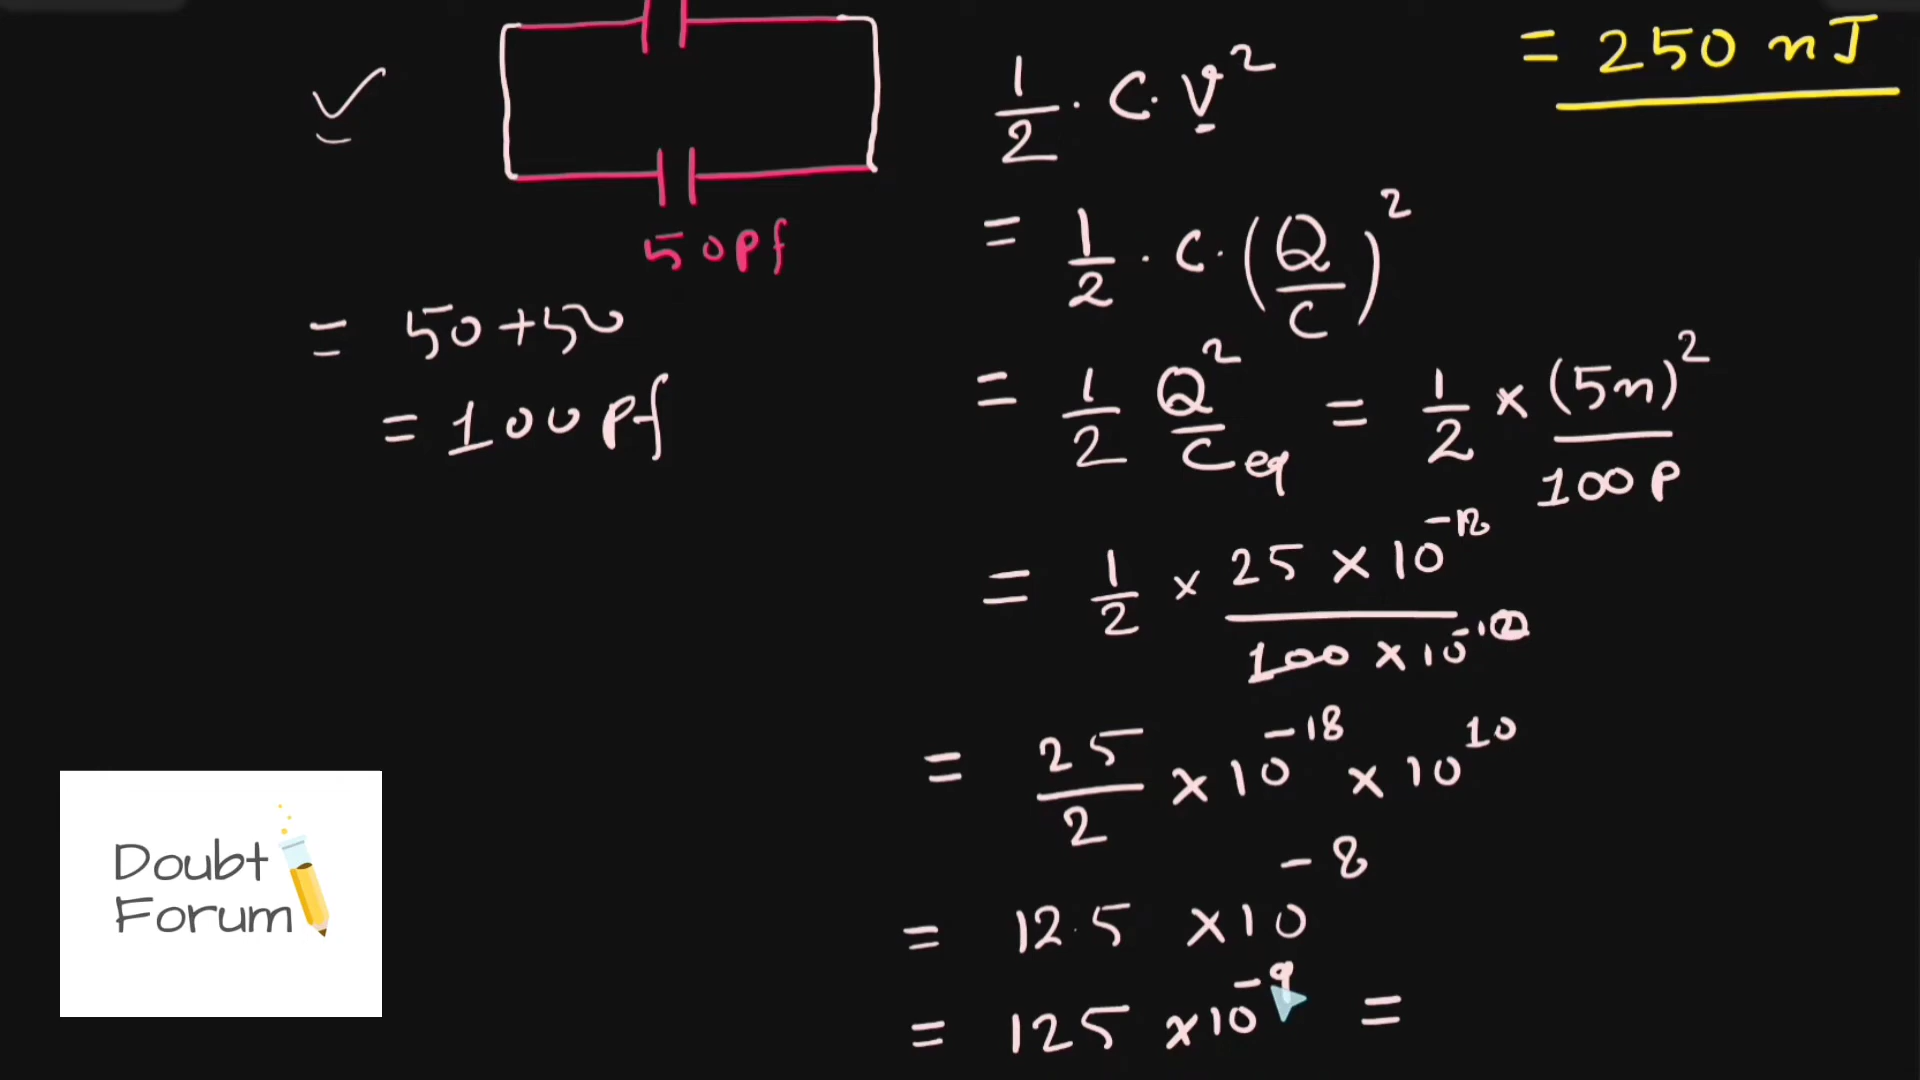 = 250 nJ
1/2 · C · V²
50pf
= 1/2 · C · (Q/C)²
= 50+50
= 1/2 Q²/Ceq = 1/2 × (5n)²/100p
= 100 pf
= 1/2 × 25 × 10⁻¹²/100 × 10⁻¹²
= 25/2 × 10⁻¹⁸ × 10¹⁰
= 12.5 × 10⁻⁸
= 125 × 10⁻⁹ =
Doubt
Forum